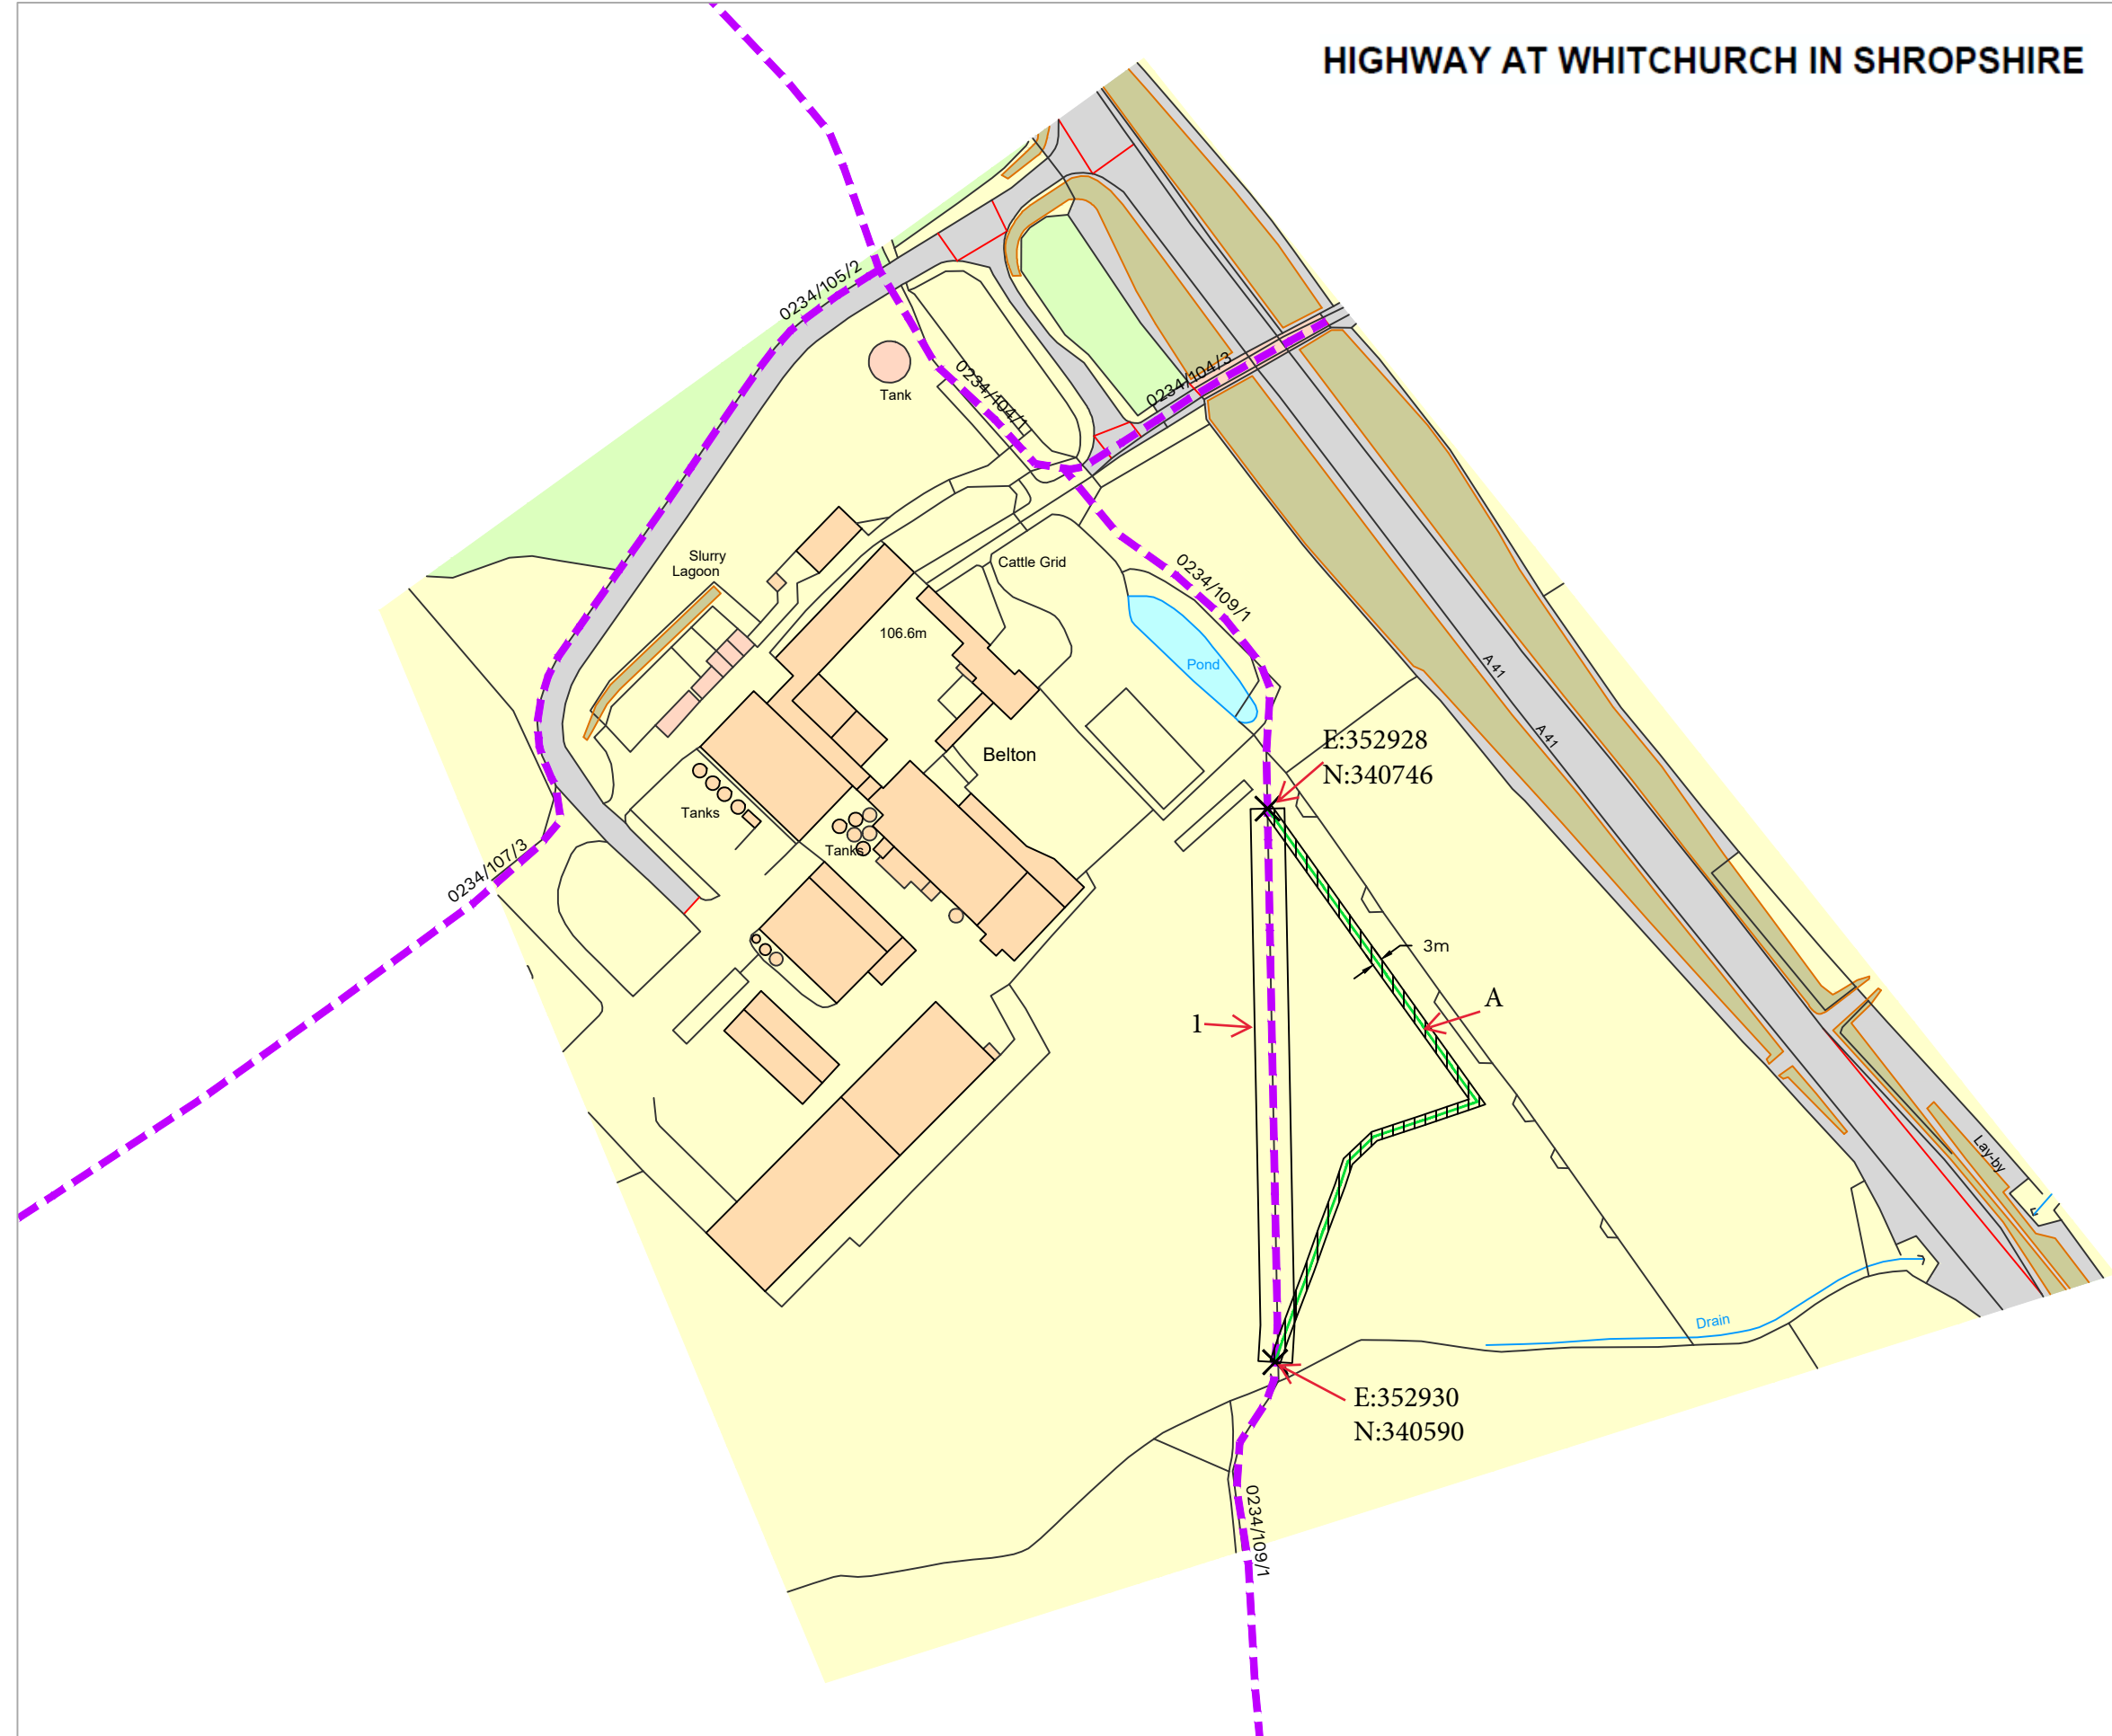 HIGHWAY AT WHITCHURCH IN SHROPSHIRE
0234/105/2
Tank
0234/104/1
0234/104/3
Slurry
Lagoon
Cattle Grid
0234/109/1
106.6m
Pond
A 41
A 41
Belton
E:352928
N:340746
Tanks
Tanks
0234/107/3
3m
A
1
Lay-by
Drain
E:352930
N:340590
0234/109/1